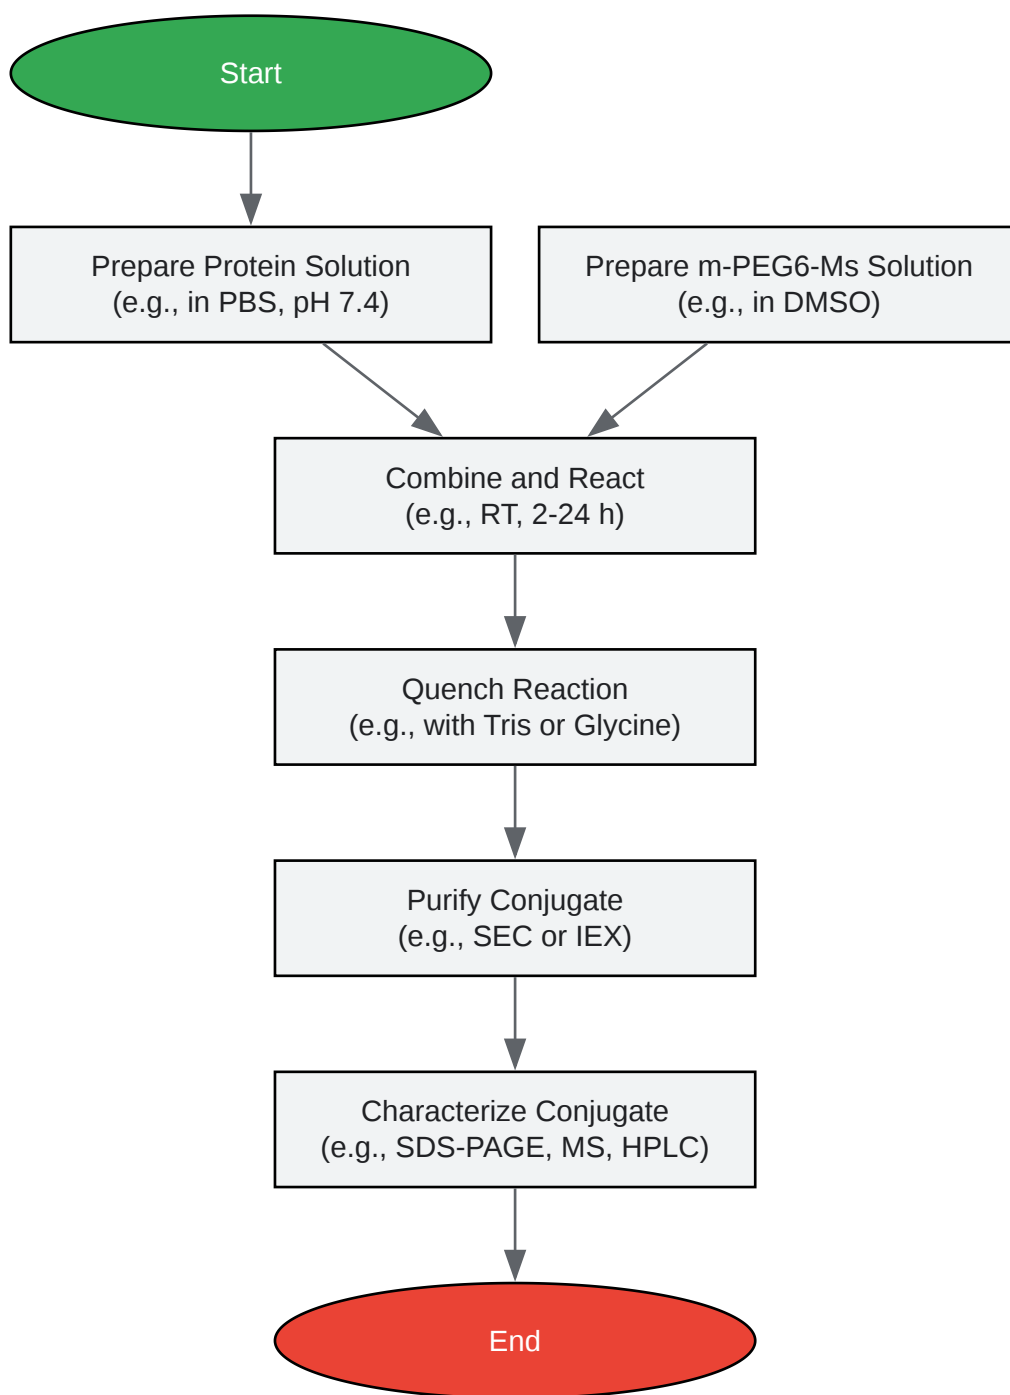 Start
Prepare Protein Solution
(e.g., in PBS, pH 7.4)
Prepare m-PEG6-Ms Solution
(e.g., in DMSO)
Combine and React
(e.g., RT, 2-24 h)
Quench Reaction
(e.g., with Tris or Glycine)
Purify Conjugate
(e.g., SEC or IEX)
Characterize Conjugate
(e.g., SDS-PAGE, MS, HPLC)
End